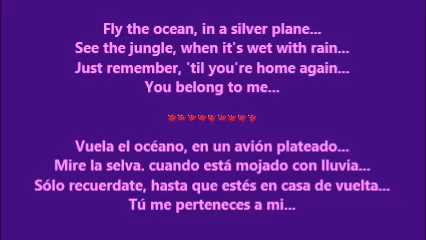 Fly the ocean, in a silver plane...
See the jungle, when it's wet with rain...
Just remember, 'til you're home again...
You belong to me...
Vuela el océano, en un avión plateado...
Mire la selva. cuando está mojado con lluvia...
Sólo recuerdate, hasta que estés en casa de vuelta...
Tú me perteneces a mi...